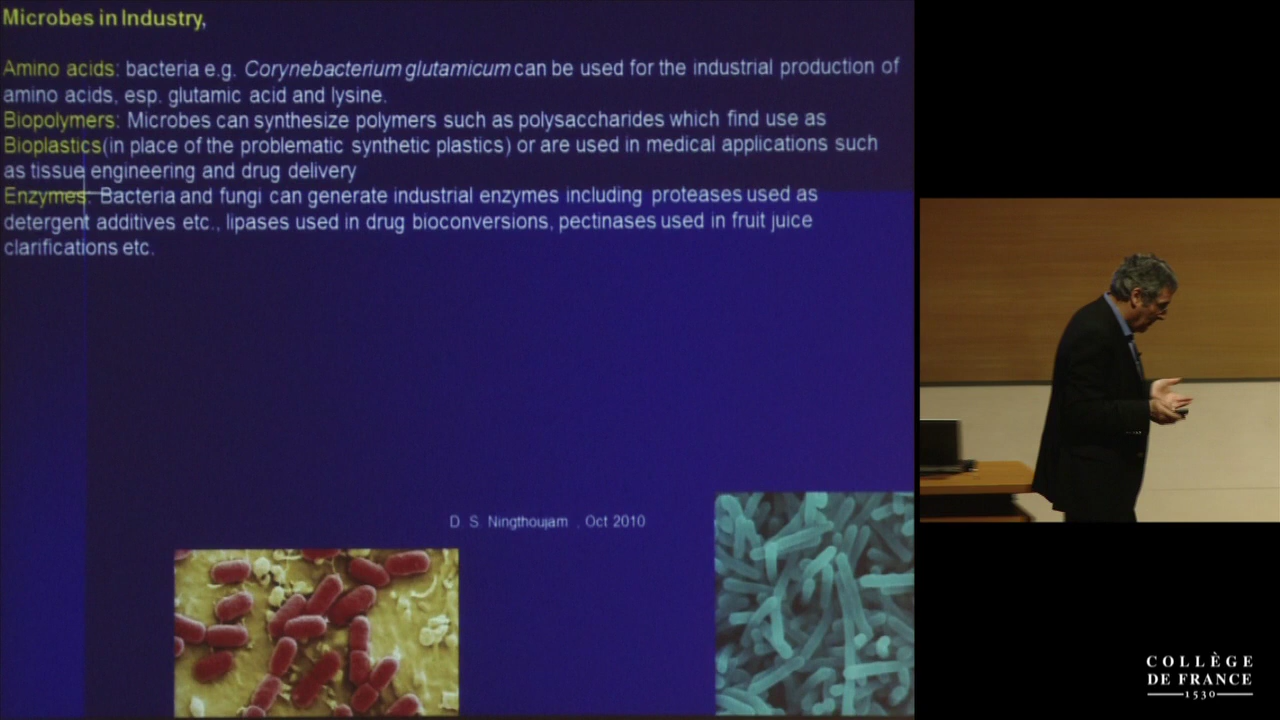 Microbes in Industry,
Amino acids: bacteria e.g. Corynebacterium glutamicum can be used for the industrial production of
amino acids, esp. glutamic acid and lysine.
Biopolymers: Microbes can synthesize polymers such as polysaccharides which find use as
Bioplastics(in place of the problematic synthetic plastics) or are used in medical applications such
as tissue engineering and drug delivery
Enzymes: Bacteria and fungi can generate industrial enzymes including proteases used as
detergent additives etc., lipases used in drug bioconversions, pectinases used in fruit juice
clarifications etc.
D. S. Ningthoujam , Oct 2010
COLLÈGE
DE FRANCE
1530